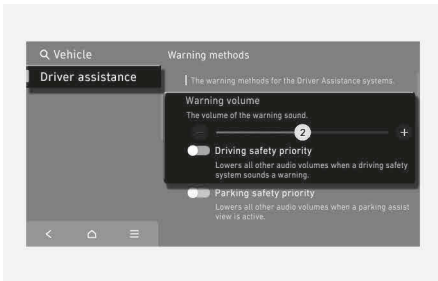 Vehicle
Warning methods
Driver assistance
The warning methods for the Driver Assistance systems.
Warning volume
The volume of the warning sound.
2
+
Driving safety priority
Lowers all other audio volumes when a driving safety
system sounds a warning.
Parking safety priority
Lowers all other audio volumes when a parking assist
view is active.